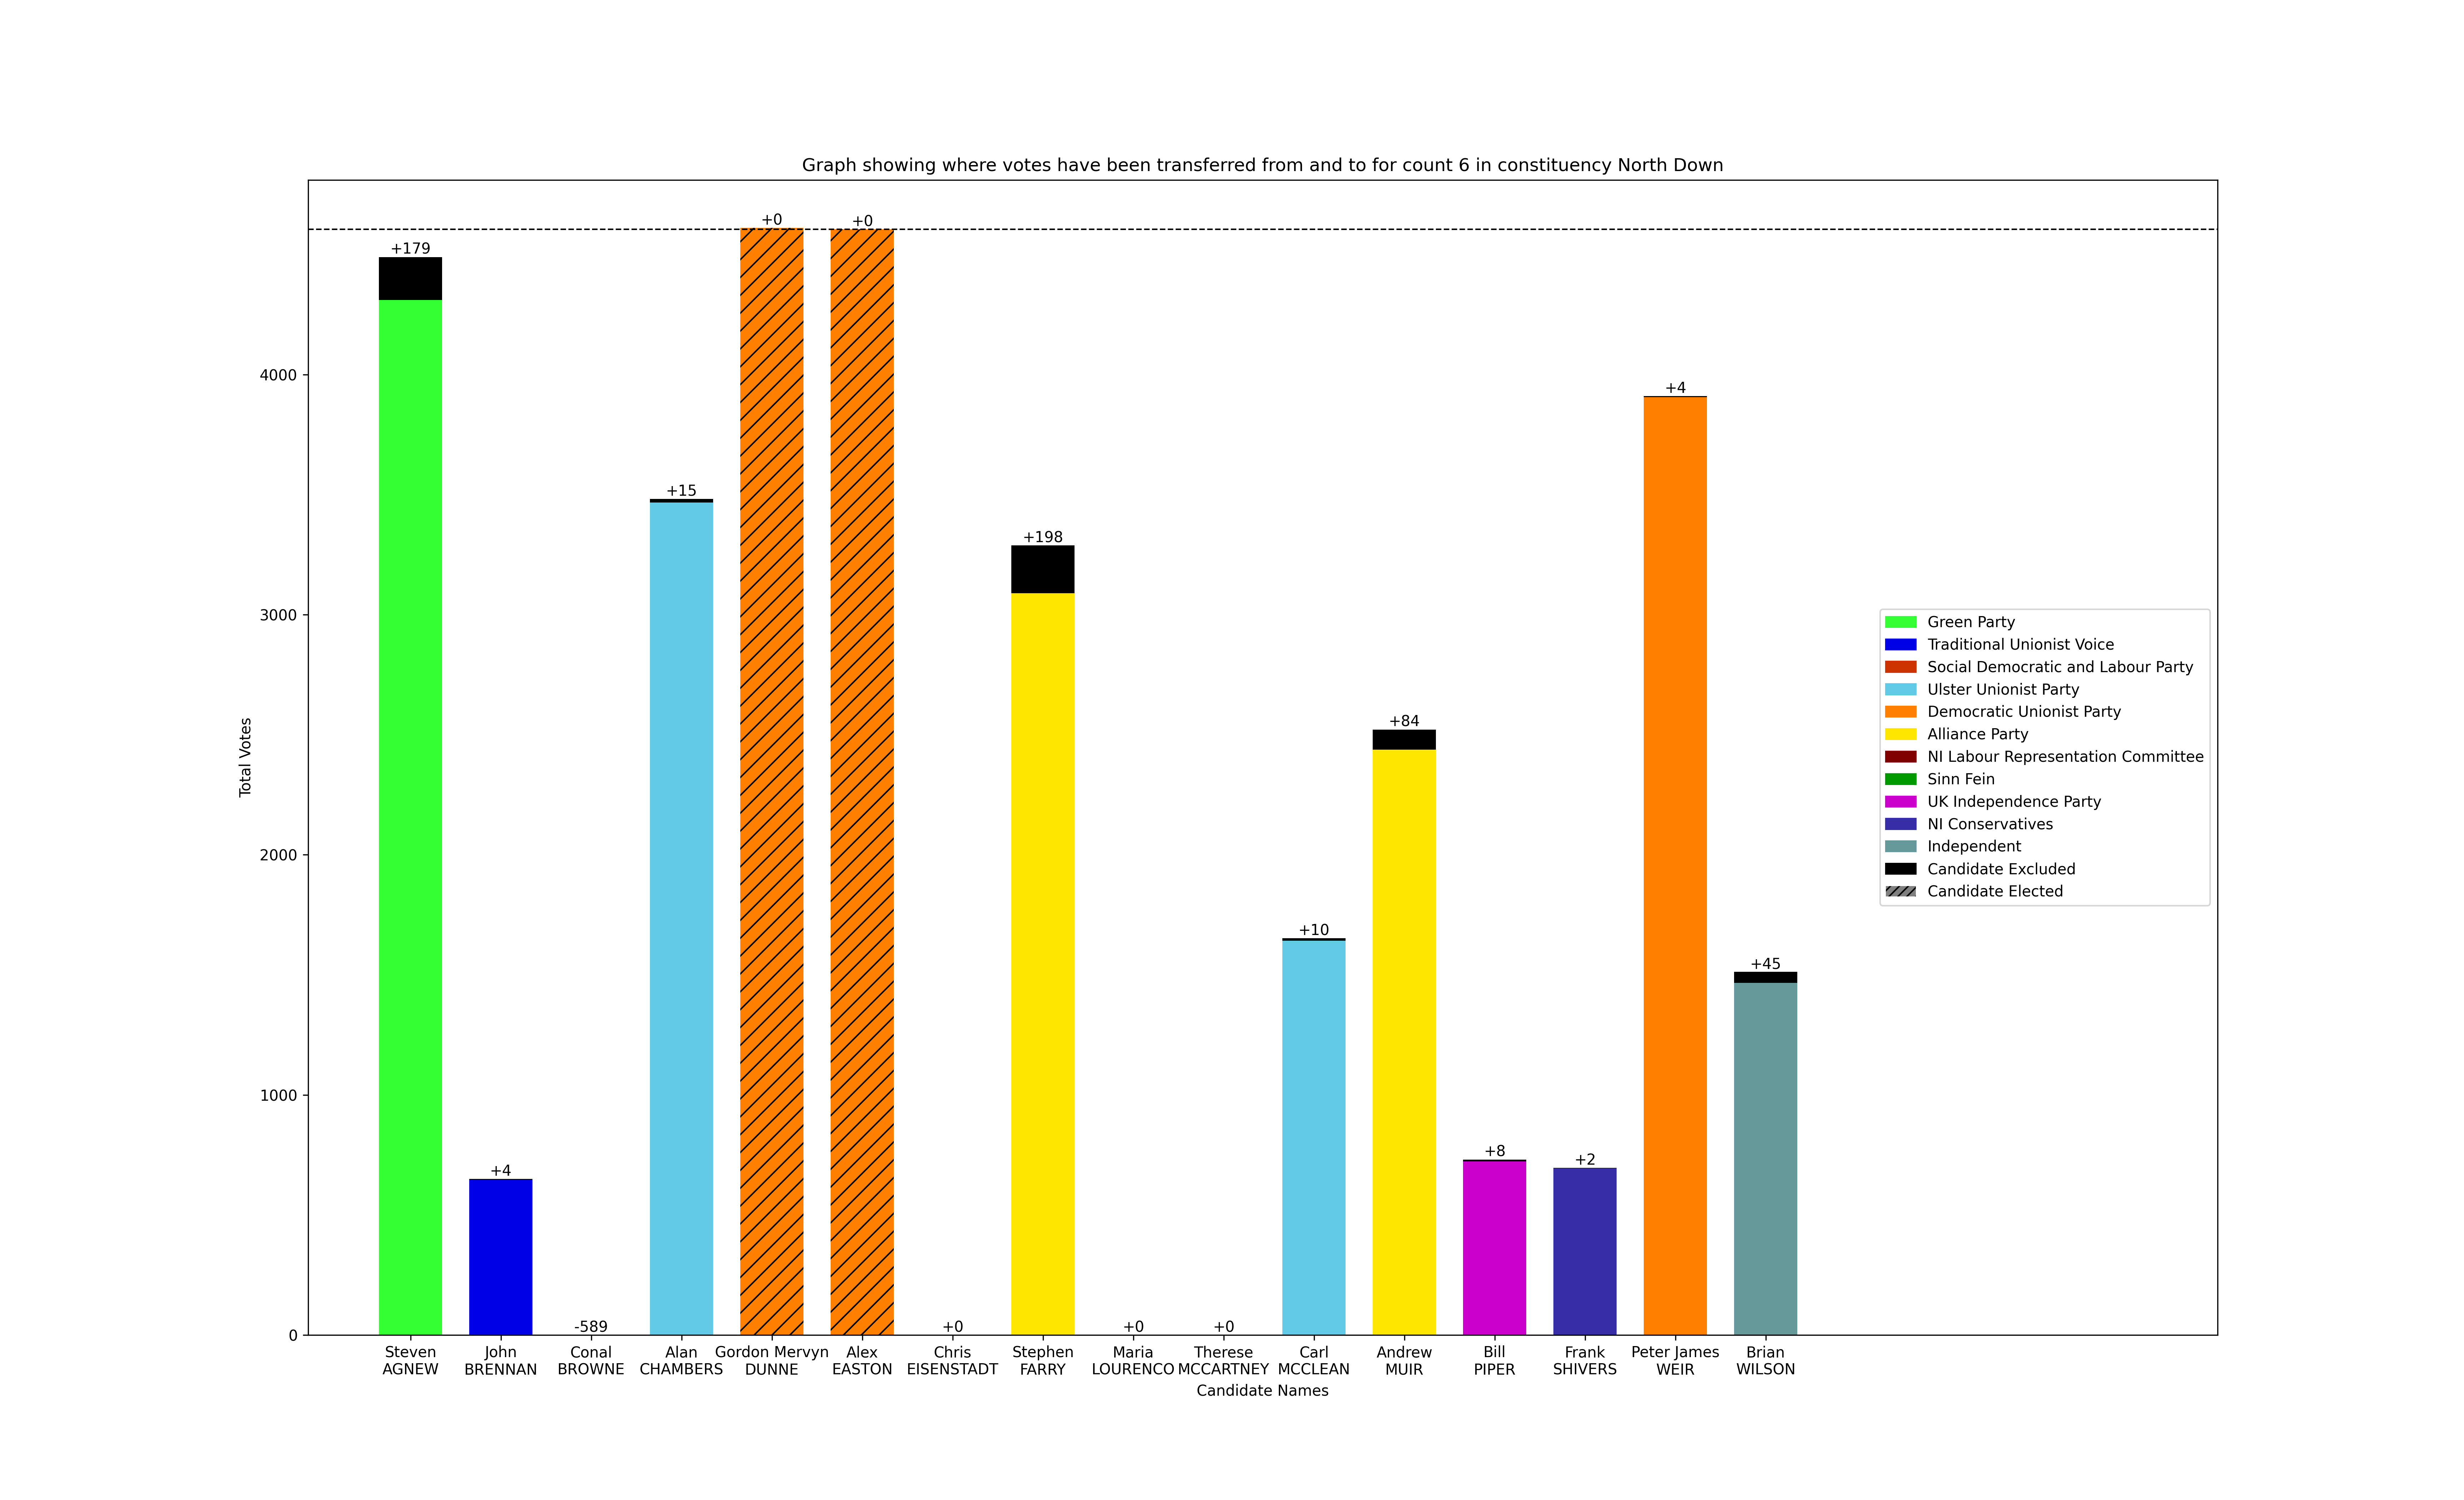 Graph showing where votes have been transferred from and to for count 6 in constituency North Down
Total Votes
4000
3000
2000
1000
0
+179
+4
-589
+15
+0
+0
+0
+198
+0
+0
+10
+84
+8
+2
+4
+45
Steven
AGNEW
John
BRENNAN
Conal
BROWNE
Alan
CHAMBERS
Gordon Mervyn
DUNNE
Alex
EASTON
Chris
EISENSTADT
Stephen
FARRY
Maria
LOURENCO
Therese
MCCARTNEY
Carl
MCCLEAN
Andrew
MUIR
Bill
PIPER
Frank
SHIVERS
Peter James
WEIR
Brian
WILSON
Candidate Names
Green Party
Traditional Unionist Voice
Social Democratic and Labour Party
Ulster Unionist Party
Democratic Unionist Party
Alliance Party
NI Labour Representation Committee
Sinn Fein
UK Independence Party
NI Conservatives
Independent
Candidate Excluded
Candidate Elected